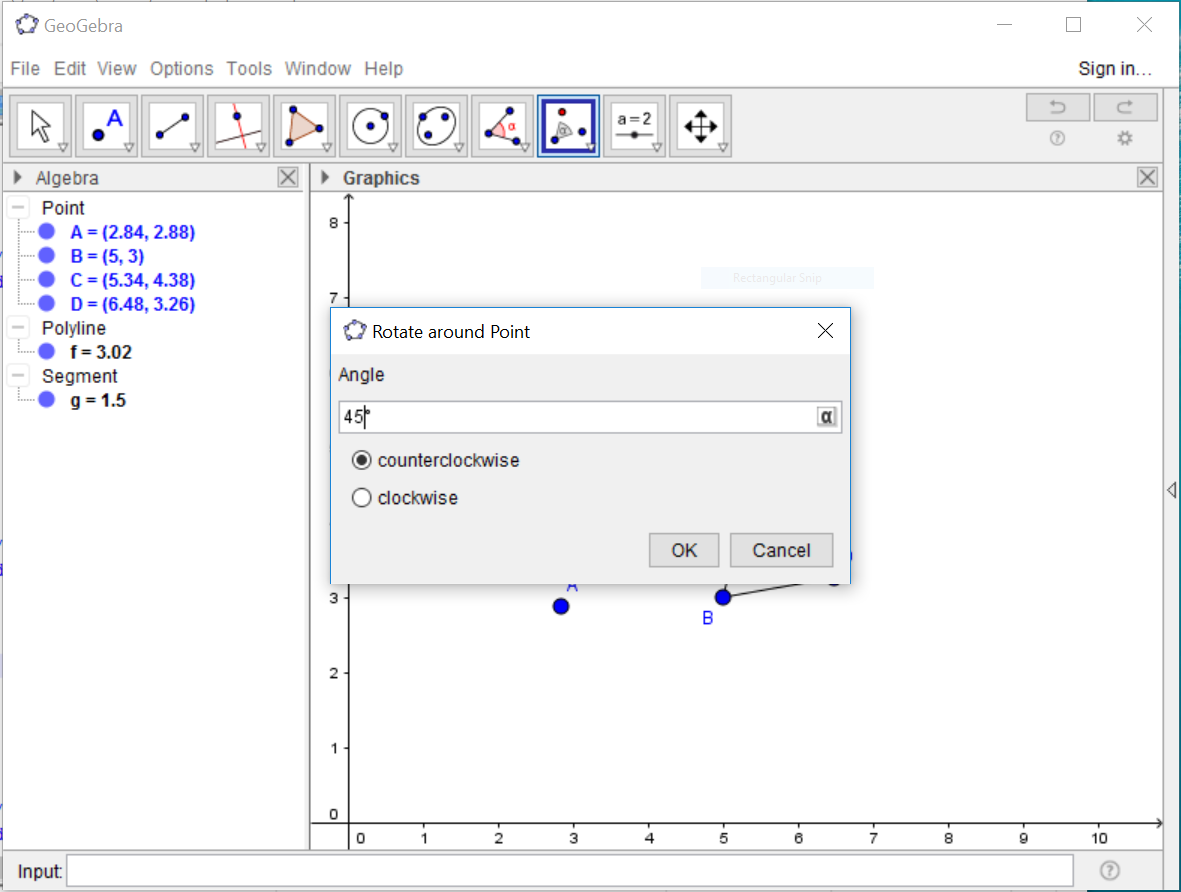 GeoGebra
File Edit View Options Tools Window Help
Sign in...
A
α
α
a = 2
Algebra
Graphics
Point
A = (2.84, 2.88)
B = (5, 3)
C = (5.34, 4.38)
D = (6.48, 3.26)
Polyline
f = 3.02
Segment
g = 1.5
8
7
Rectangular Snip
Rotate around Point
Angle
45°
α
counterclockwise
clockwise
OK
Cancel
A
B
3
2
1
0
0 1 2 3 4 5 6 7 8 9 10
Input: